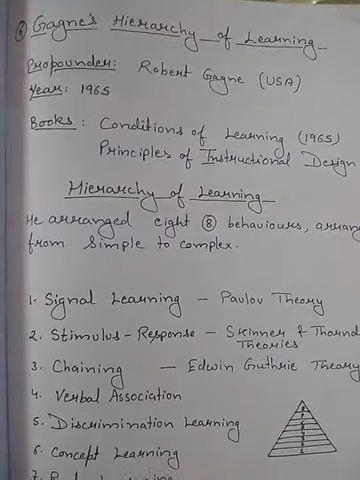 ⑧ Gagne's Hierarchy of Learning
Propounder: Robert Gagne (USA)
Year: 1965
Books: Conditions of Learning (1965)
Principles of Instructional Design
Hierarchy of Learning
He arranged eight ⑧ behaviours, arran
from simple to complex.
1. Signal Learning - Pavlov Theory
2. Stimulus - Response - Skinner & Thornd
Theories
3. Chaining - Edwin Guthrie Theory
4. Verbal Association
5. Discrimination Learning
6. Concept Learning
7.